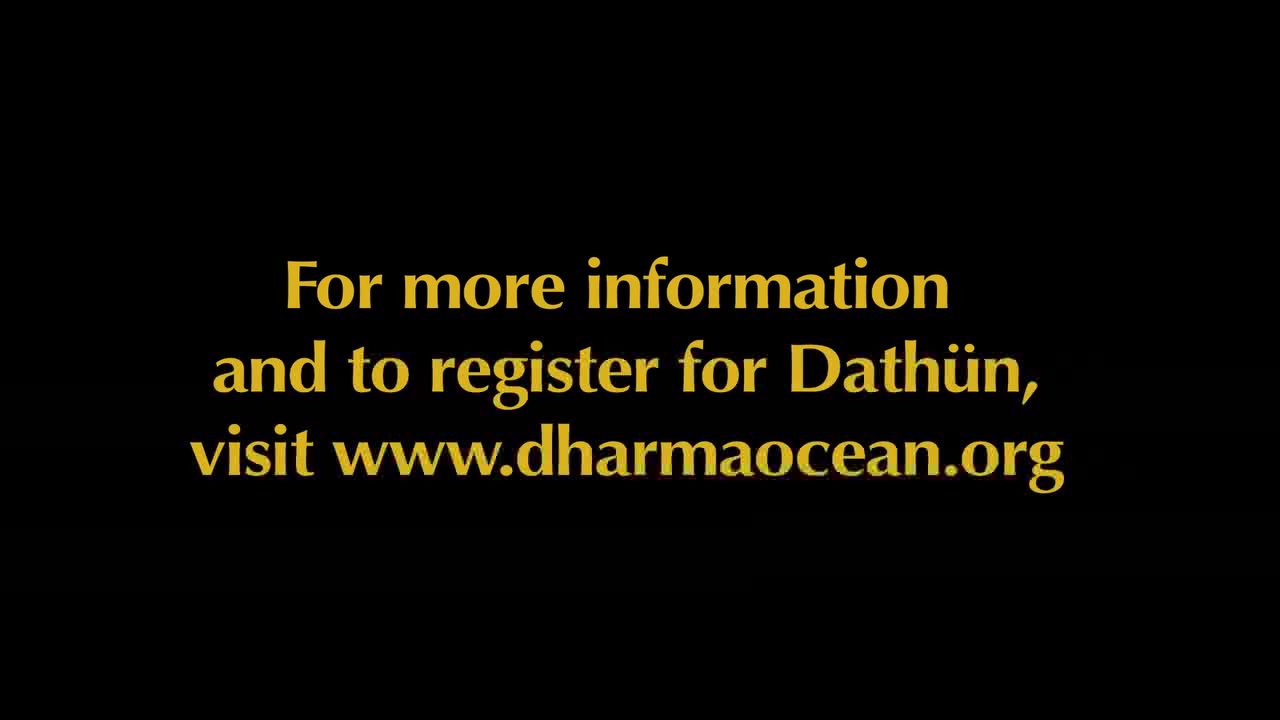 For more information
and to register for Dathün,
visit www.dharmaocean.org